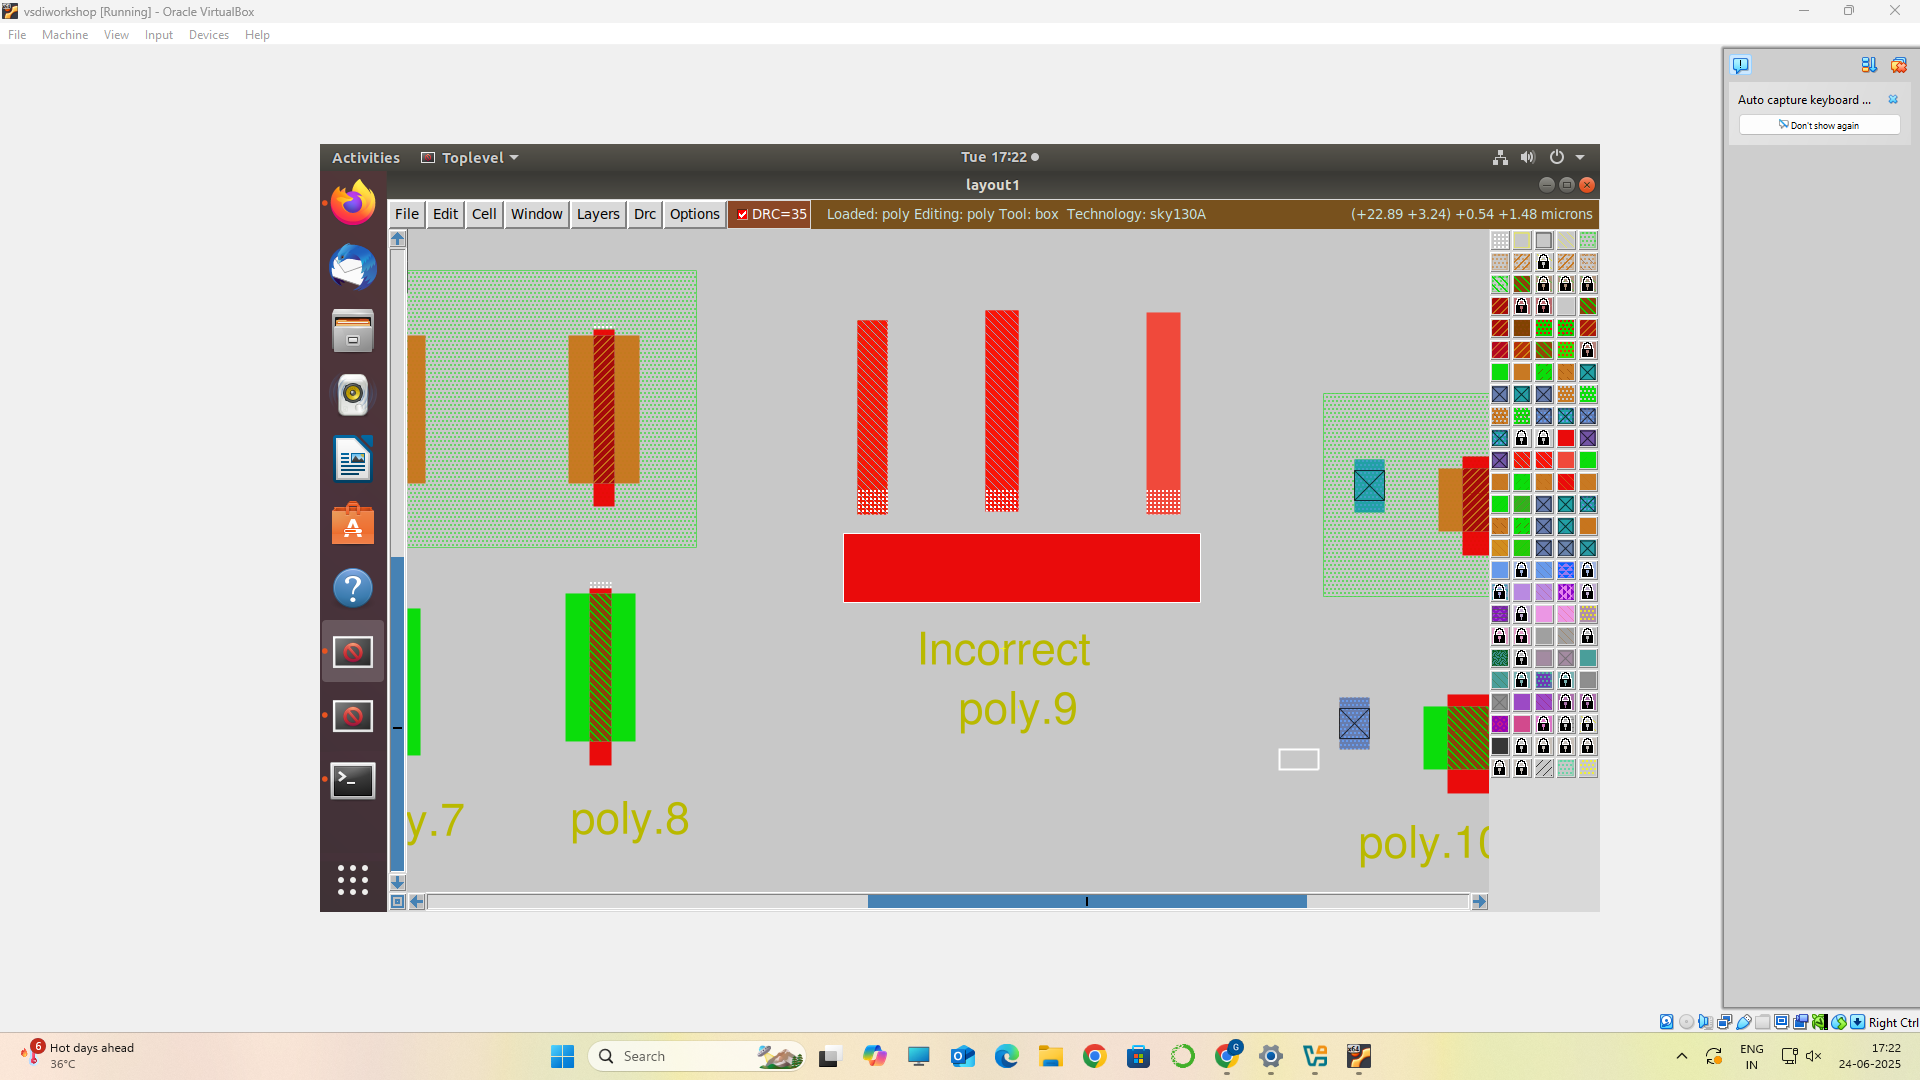 vsdiworkshop [Running] - Oracle VirtualBox
File Machine View Input Devices Help
Auto capture keyboard ...
Don't show again
Activities Toplevel Tue 17:22
layout1
File Edit Cell Window Layers Drc Options DRC=35 Loaded: poly Editing: poly Tool: box Technology: sky130A (+22.89 +3.24) +0.54 +1.48 microns
Incorrect
poly.9
y.7
poly.8
poly.10
Right Ctrl
6 Hot days ahead
36°C
Search
G
ENG
IN
17:22
24-06-2025